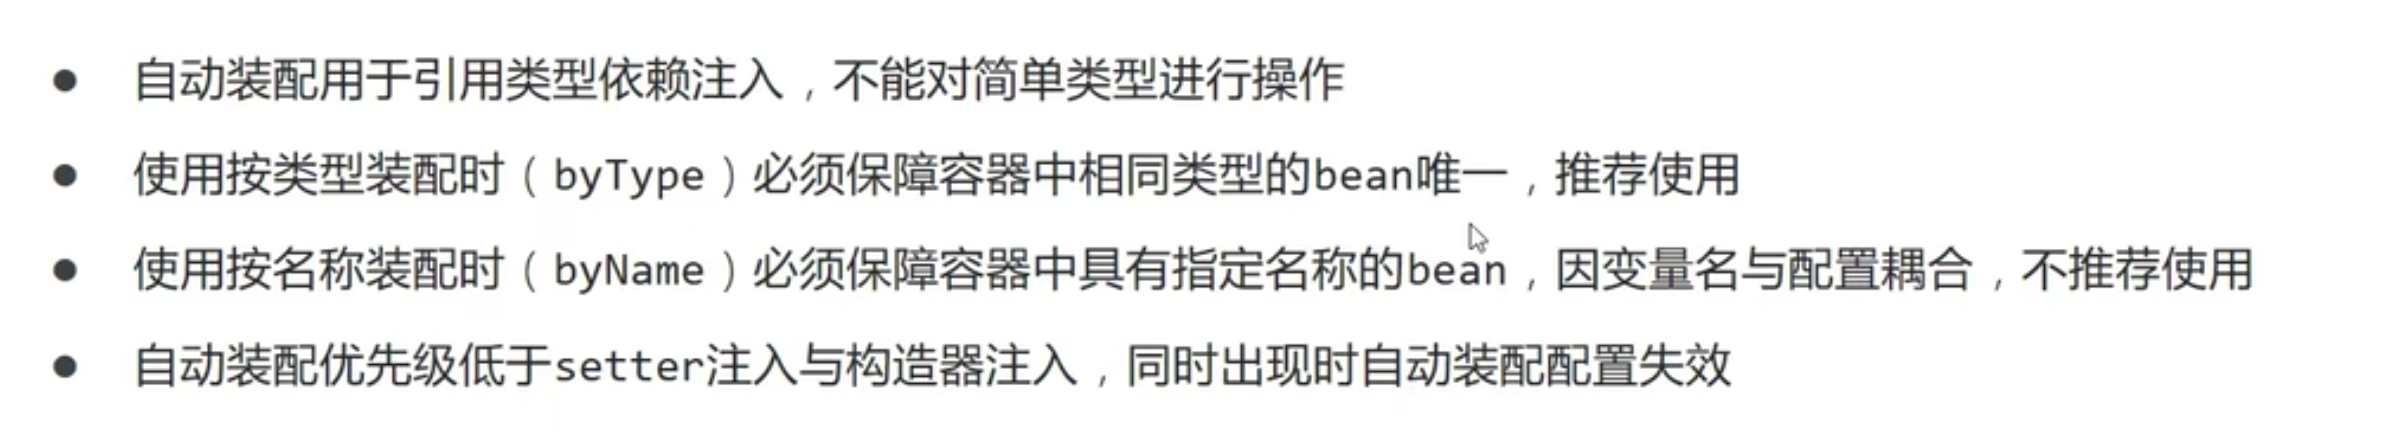 ● 自动装配用于引用类型依赖注入，不能对简单类型进行操作
● 使用按类型装配时（byType）必须保障容器中相同类型的bean唯一，推荐使用
● 使用按名称装配时（byName）必须保障容器中具有指定名称的bean，因变量名与配置耦合，不推荐使用
● 自动装配优先级低于setter注入与构造器注入，同时出现时自动装配配置失效